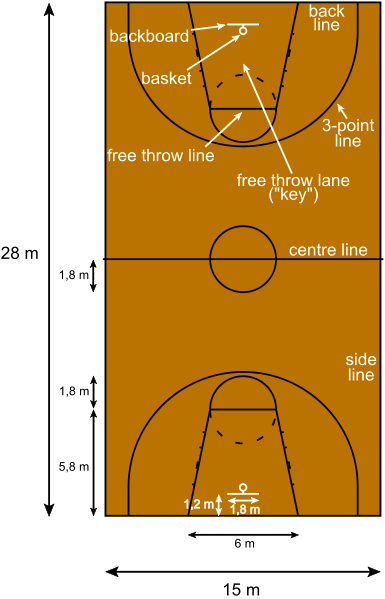 back
line
backboard
basket
3-point
line
free throw line
free throw lane
("key")
28 m
centre line
1,8 m
side
line
1,8 m
5,8 m
1,2 m
1,8 m
6 m
15 m